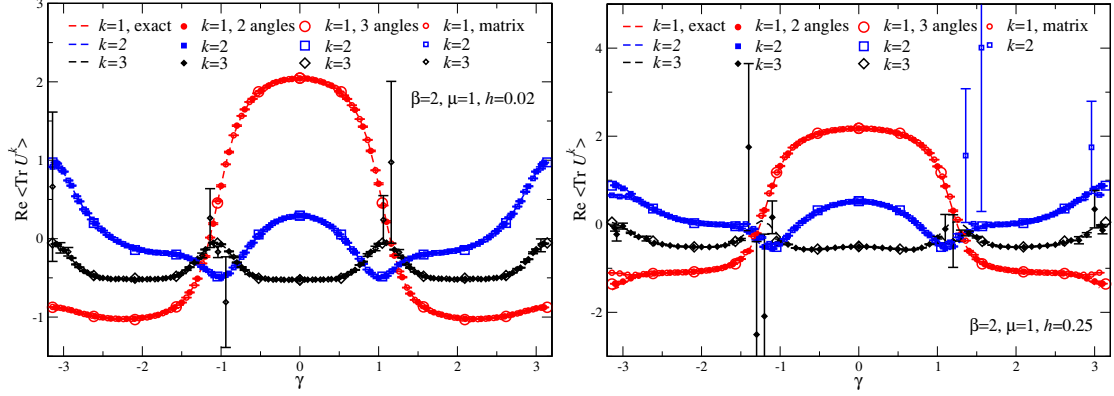 k=1, exact k=1, 2 angles k=1, 3 angles k=1, matrix
k=2 k=2 k=2 k=2
k=3 k=3 k=3 k=3
β=2, μ=1, h=0.02
Re <Tr U^k>
2
1
0
-1
-3 -2 -1 0 1 2 3
γ
k=1, exact k=1, 2 angles k=1, 3 angles k=1, matrix
k=2 k=2 k=2 k=2
k=3 k=3 k=3
β=2, μ=1, h=0.25
Re <Tr U^k>
4
2
0
-2
-3 -2 -1 0 1 2 3
γ